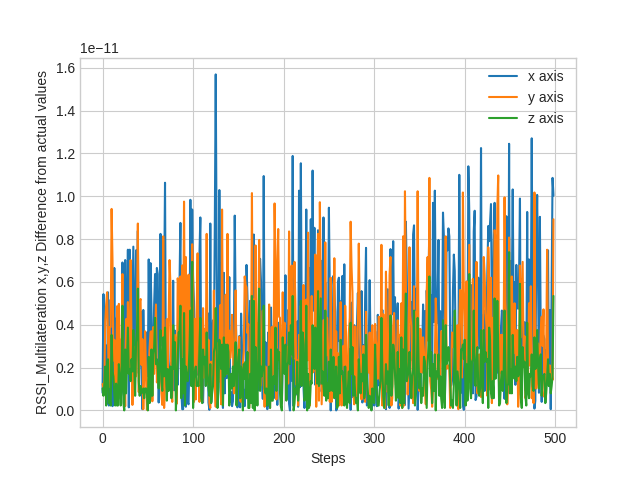 1e−11
1.6
1.4
1.2
1.0
0.8
0.6
0.4
0.2
0.0
RSSI_Multilateration x,y,z Difference from actual values
x axis
y axis
z axis
0 100 200 300 400 500
Steps